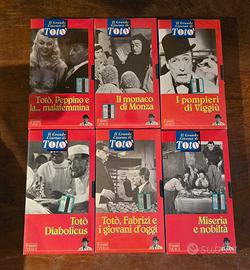 Il Grande Cinema di
TOTÒ
Totò, Peppino e
la... malafemmina
Il Grande Cinema di
TOTÒ
Il monaco
di Monza
Il Grande Cinema di
TOTÒ
I pompieri
di Viggiù
Il Grande Cinema di
TOTÒ
Totò
Diabolicus
Il Grande Cinema di
TOTÒ
Totò, Fabrizi e
i giovani d'oggi
Il Grande Cinema di
TOTÒ
Miseria e
nobiltà
subito